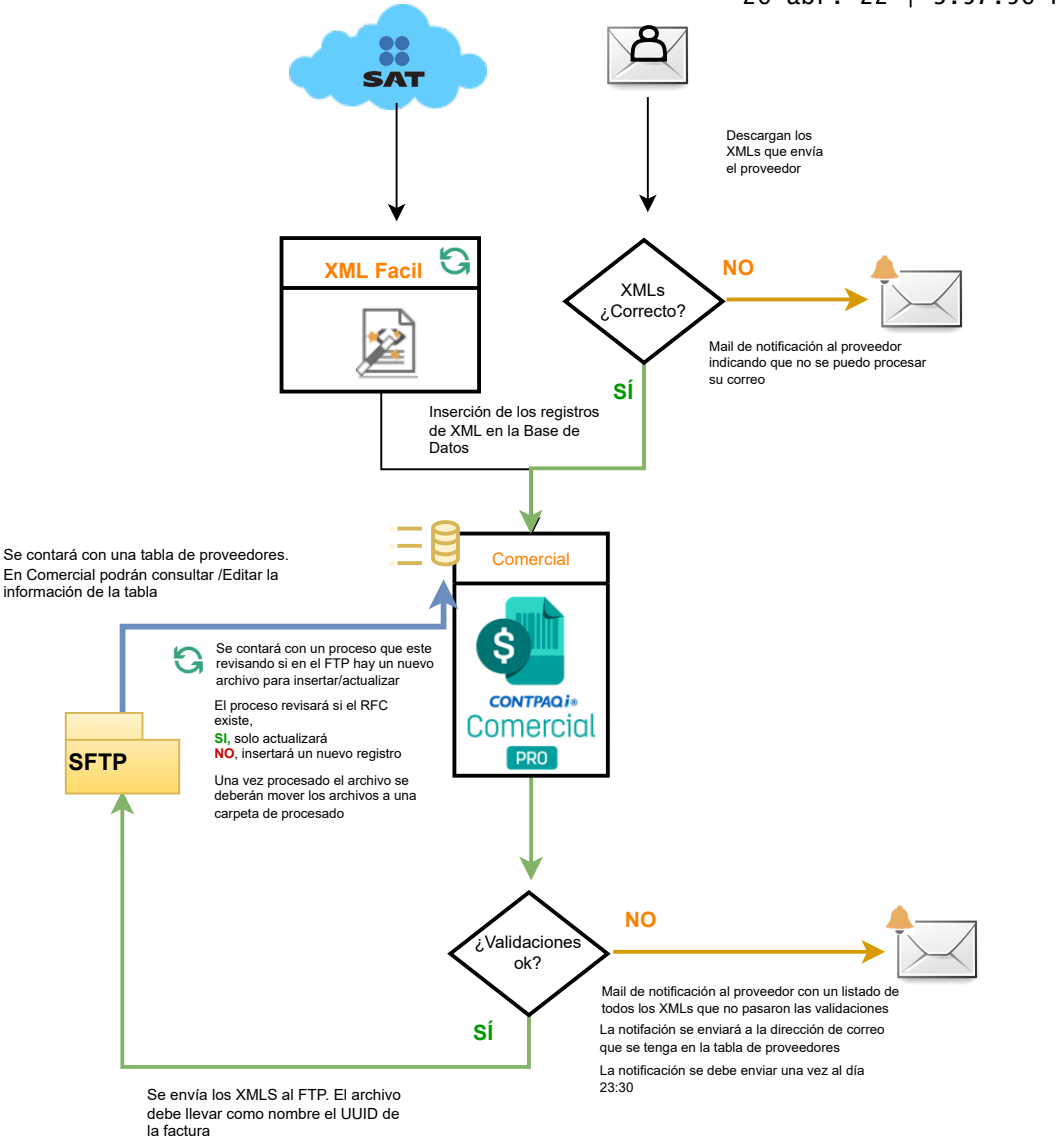 26 abr. 22 | 3:57:56
SAT
Descargan los
XMLs que envía
el proveedor
XML Facil
XMLs
¿Correcto?
NO
Mail de notificación al proveedor
indicando que no se puedo procesar
su correo
SÍ
Inserción de los registros
de XML en la Base de
Datos
Se contará con una tabla de proveedores.
En Comercial podrán consultar /Editar la
información de la tabla
Comercial
$
CONTPAQi®
Comercial
PRO
Se contará con un proceso que este
revisando si en el FTP hay un nuevo
archivo para insertar/actualizar
El proceso revisará si el RFC
existe,
SI, solo actualizará
NO, insertará un nuevo registro
Una vez procesado el archivo se
deberán mover los archivos a una
carpeta de procesado
SFTP
¿Validaciones
ok?
NO
Mail de notificación al proveedor con un listado de
todos los XMLs que no pasaron las validaciones
La notifación se enviará a la dirección de correo
que se tenga en la tabla de proveedores
La notificación se debe enviar una vez al día
23:30
SÍ
Se envía los XMLS al FTP. El archivo
debe llevar como nombre el UUID de
la factura